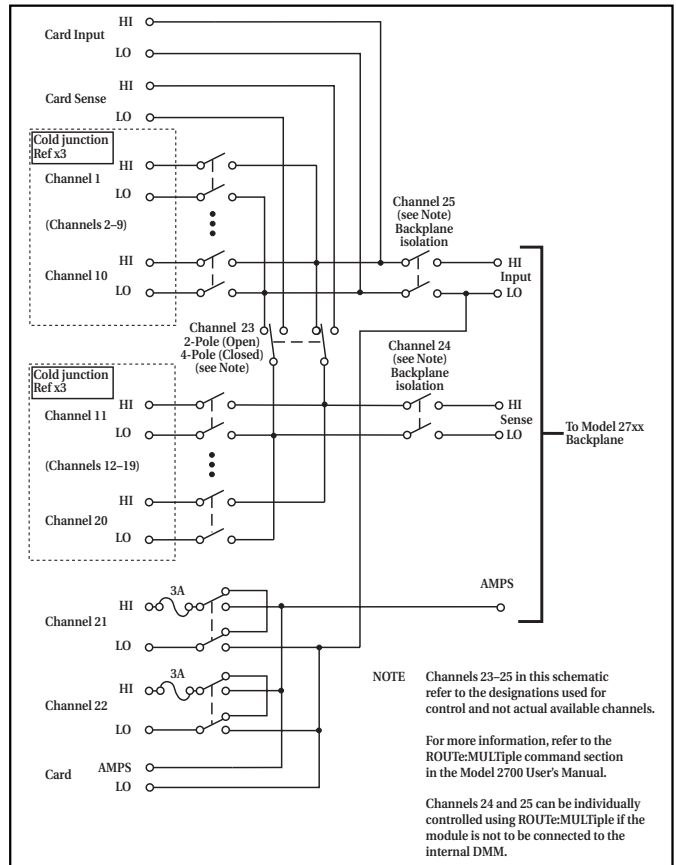 HI
Card Input
LO
HI
Card Sense
LO
Cold junction
Ref x3
HI
Channel 1
LO
(Channels 2–9)
HI
Channel 10
LO
Channel 25
(see Note)
Backplane
isolation
HI
Input
LO
Channel 23
2-Pole (Open)
4-Pole (Closed)
(see Note)
Channel 24
(see Note)
Backplane
isolation
Cold junction
Ref x3
HI
Channel 11
LO
(Channels 12–19)
HI
Channel 20
LO
HI
Sense
LO
To Model 27xx
Backplane
AMPS
3A
HI
Channel 21
LO
3A
HI
Channel 22
LO
Card
AMPS
LO
NOTE
Channels 23–25 in this schematic
refer to the designations used for
control and not actual available channels.
For more information, refer to the
ROUTe:MULTiple command section
in the Model 2700 User's Manual.
Channels 24 and 25 can be individually
controlled using ROUTe:MULTiple if the
module is not to be connected to the
internal DMM.